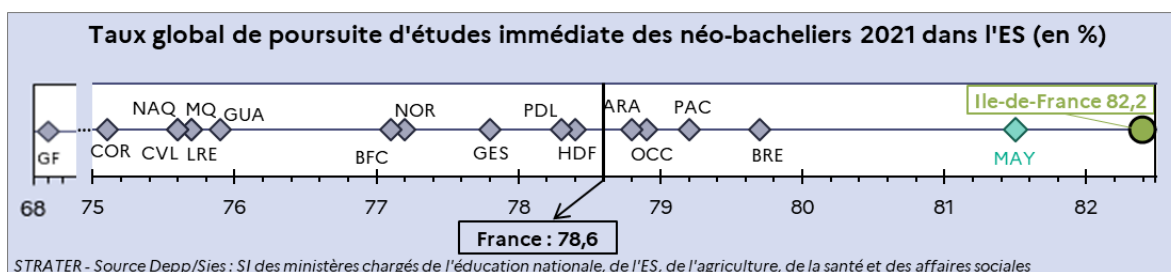 Taux global de poursuite d'études immédiate des néo-bacheliers 2021 dans l'ES (en %)
NAQ MQ GUA NOR PDL ARA PAC Ile-de-France 82,2
GF COR CVL LRE BFC GES HDF OCC BRE MAY
68 75 76 77 78 79 80 81 82
France : 78,6
STRATER - Source Depp/Sies : SI des ministères chargés de l'éducation nationale, de l'ES, de l'agriculture, de la santé et des affaires sociales